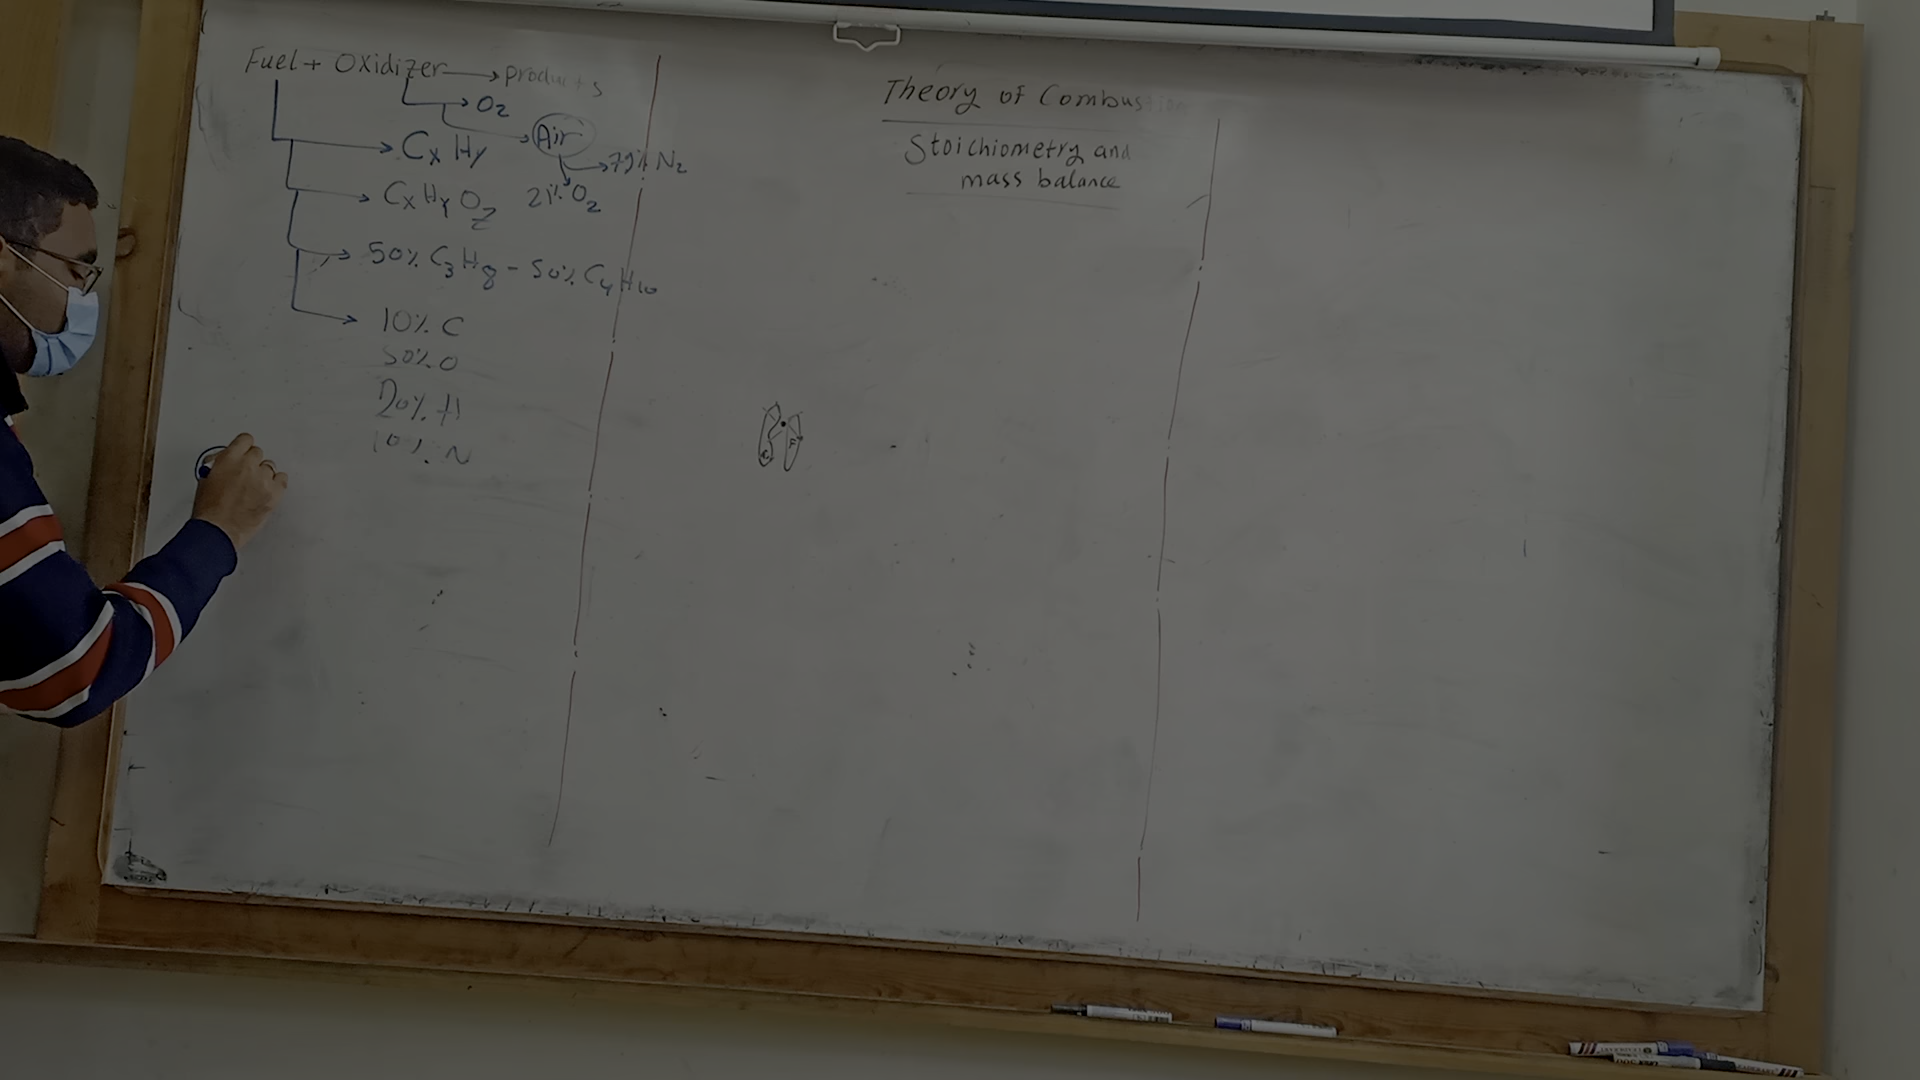 Fuel + Oxidizer → products
→ O2
→ Air
→ 79% N2
21% O2
→ CxHy
→ CxHyOz
→ 50% C3H8 - 50% C4H10
→ 10% C
50% O
20% H
10% N
Theory of Combustion
Stoichiometry and
mass balance